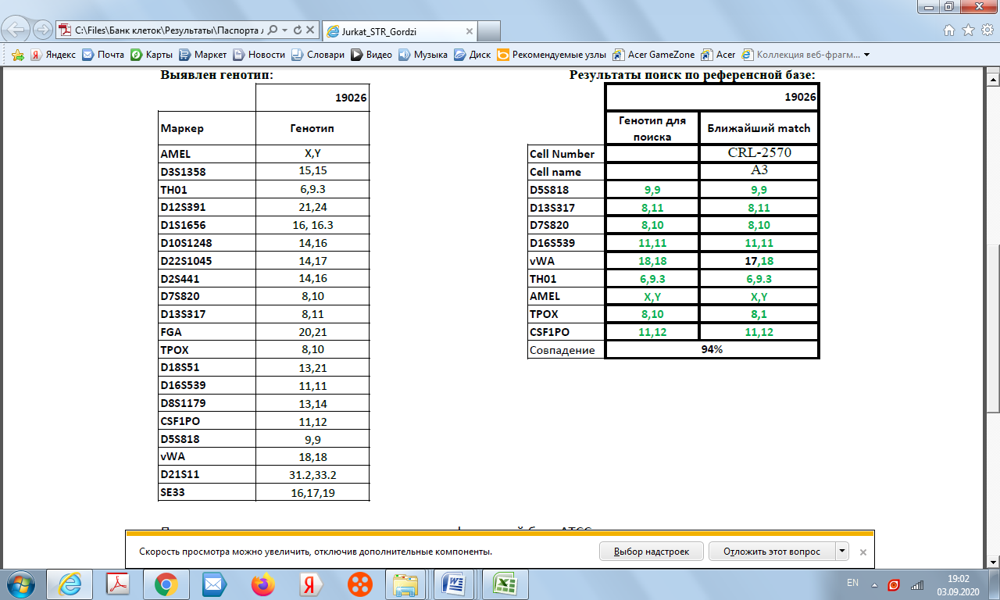 C:\Files\Банк клеток\Результаты\Паспорта л
Jurkat_STR_Gordzi
Яндекс Почта Карты Маркет Новости Словари Видео Музыка Диск Рекомендуемые узлы Acer GameZone Acer Коллекция веб-фрагм...
Выявлен генотип:
19026
Маркер Генотип
AMEL X,Y
D3S1358 15,15
TH01 6,9.3
D12S391 21,24
D1S1656 16, 16.3
D10S1248 14,16
D22S1045 14,17
D2S441 14,16
D7S820 8,10
D13S317 8,11
FGA 20,21
TPOX 8,10
D18S51 13,21
D16S539 11,11
D8S1179 13,14
CSF1PO 11,12
D5S818 9,9
vWA 18,18
D21S11 31.2,33.2
SE33 16,17,19
Результаты поиск по референсной базе:
19026
Генотип для
поиска
Ближайший match
Cell Number CRL-2570
Cell name A3
D5S818 9,9 9,9
D13S317 8,11 8,11
D7S820 8,10 8,10
D16S539 11,11 11,11
vWA 18,18 17,18
TH01 6,9.3 6,9.3
AMEL X,Y X,Y
TPOX 8,10 8,1
CSF1PO 11,12 11,12
Совпадение 94%
Скорость просмотра можно увеличить, отключив дополнительные компоненты.
Выбор надстроек
Отложить этот вопрос
EN
19:02
03.09.2020